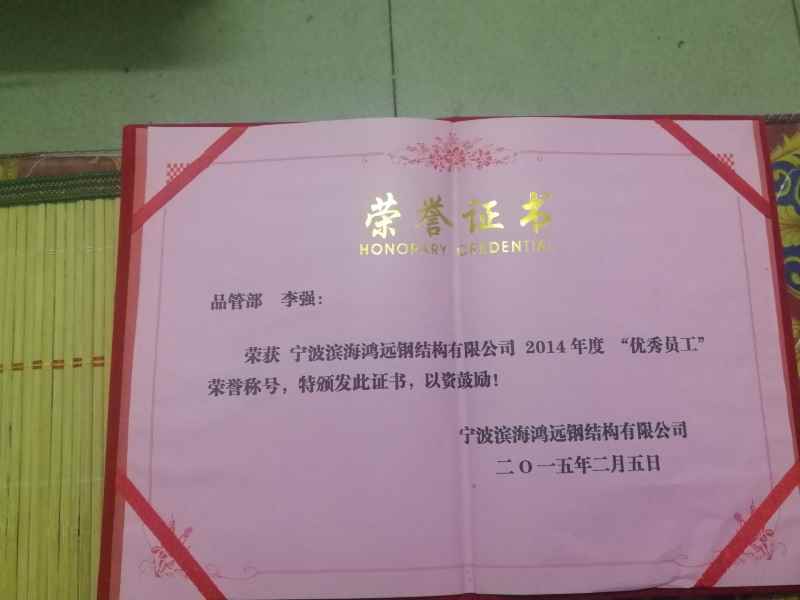 荣誉证书
HONORARY CREDENTIAL
品管部 李强：
荣获 宁波滨海鸿远钢结构有限公司 2014年度 “优秀员工”
荣誉称号，特颁发此证书，以资鼓励！
宁波滨海鸿远钢结构有限公司
二O一五年二月五日